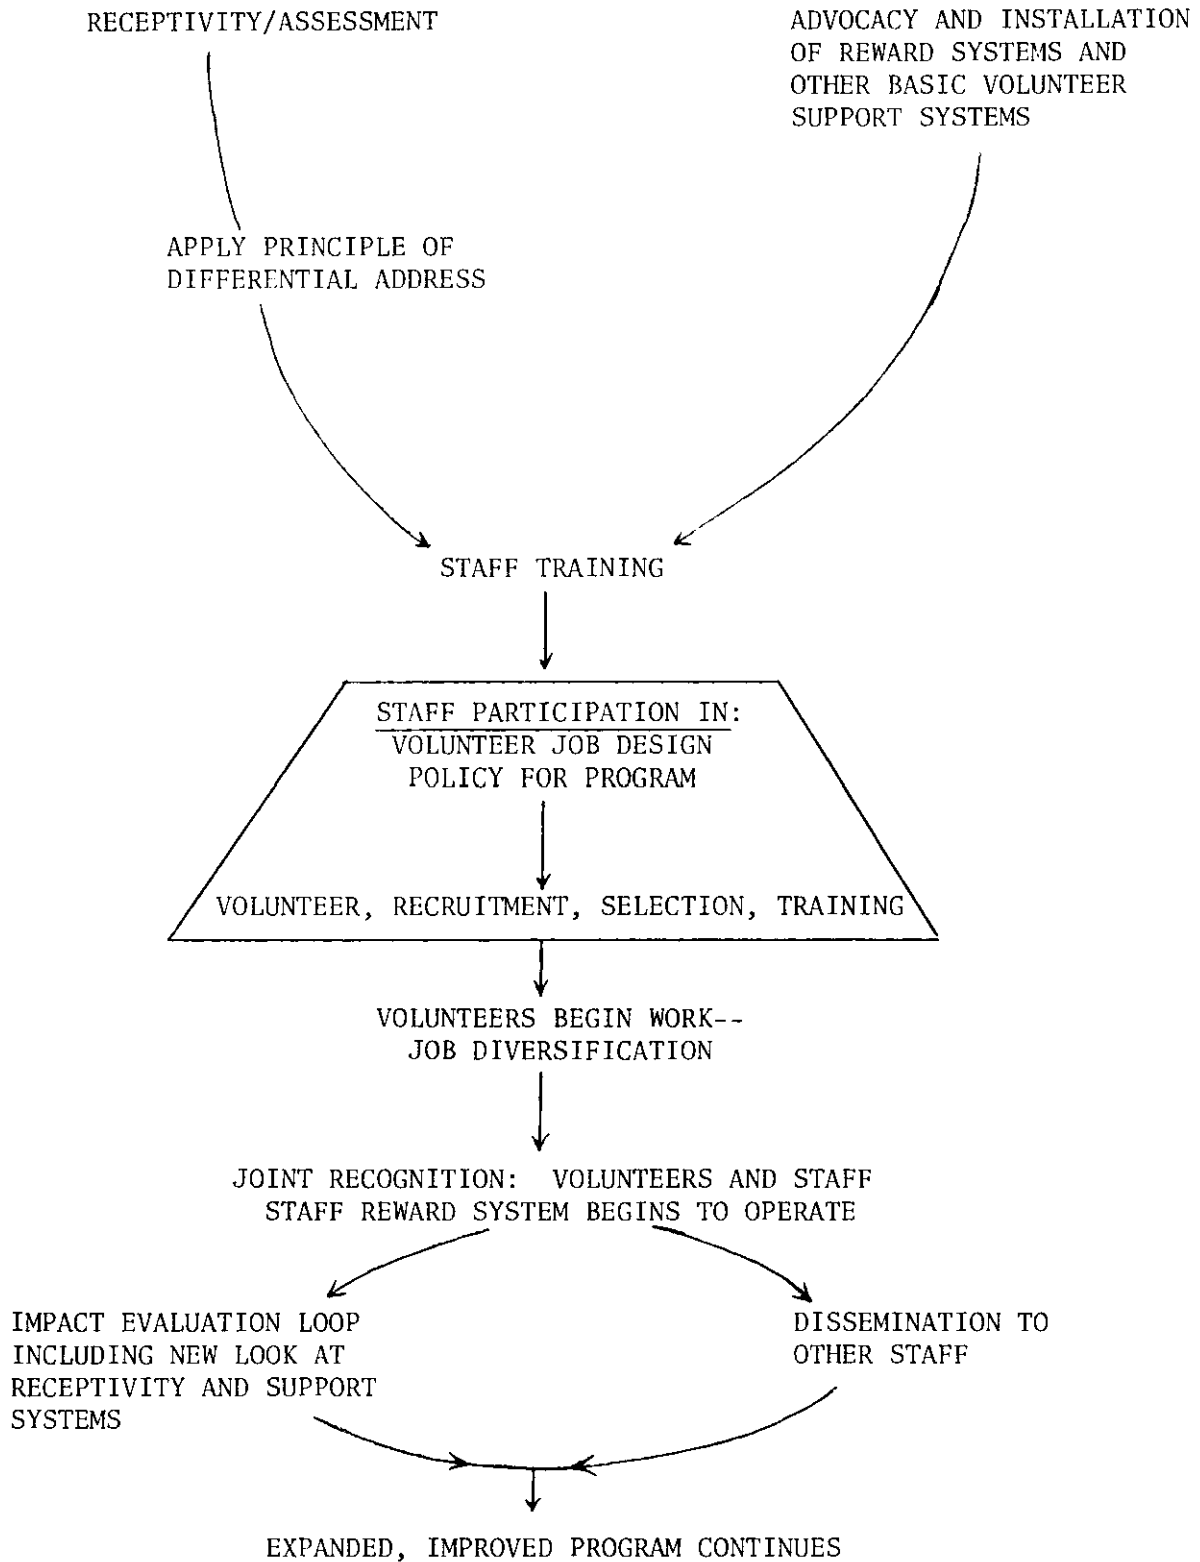 RECEPTIVITY/ASSESSMENT
ADVOCACY AND INSTALLATION
OF REWARD SYSTEMS AND
OTHER BASIC VOLUNTEER
SUPPORT SYSTEMS
APPLY PRINCIPLE OF
DIFFERENTIAL ADDRESS
STAFF TRAINING
STAFF PARTICIPATION IN:
VOLUNTEER JOB DESIGN
POLICY FOR PROGRAM
VOLUNTEER, RECRUITMENT, SELECTION, TRAINING
VOLUNTEERS BEGIN WORK--
JOB DIVERSIFICATION
JOINT RECOGNITION: VOLUNTEERS AND STAFF
STAFF REWARD SYSTEM BEGINS TO OPERATE
IMPACT EVALUATION LOOP
INCLUDING NEW LOOK AT
RECEPTIVITY AND SUPPORT
SYSTEMS
DISSEMINATION TO
OTHER STAFF
EXPANDED, IMPROVED PROGRAM CONTINUES